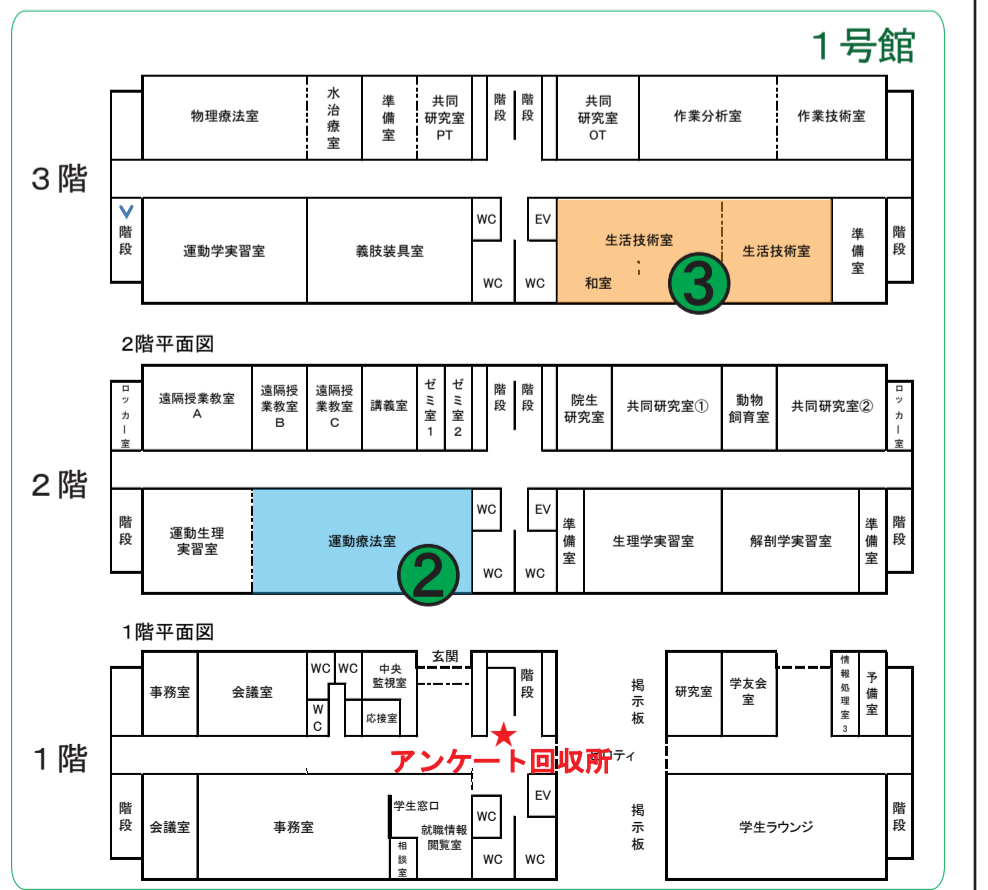 1号館
3階
物理療法室
水治療室
準備室
共同
研究室
PT
階段
階段
共同
研究室
OT
作業分析室
作業技術室
階段
運動学実習室
義肢装具室
WC
EV
WC
WC
生活技術室
和室
3
生活技術室
準備室
階段
2階平面図
2階
ロッカー室
遠隔授業教室
A
遠隔授
業教室
B
遠隔授
業教室
C
講義室
ゼミ室1
ゼミ室2
階段
階段
院生
研究室
共同研究室①
動物
飼育室
共同研究室②
ロッカー室
階段
運動生理
実習室
運動療法室
2
WC
EV
WC
WC
準備室
生理学実習室
解剖学実習室
準備室
階段
1階平面図
1階
事務室
会議室
WC
WC
WC
中央
監視室
応接室
玄関
階段
掲示板
研究室
学友会
室
情報処理室3
予備室
★
アンケート回収所
ロティ
階段
会議室
事務室
学生窓口
相談室
就職情報
閲覧室
WC
EV
WC
WC
掲示板
学生ラウンジ
階段